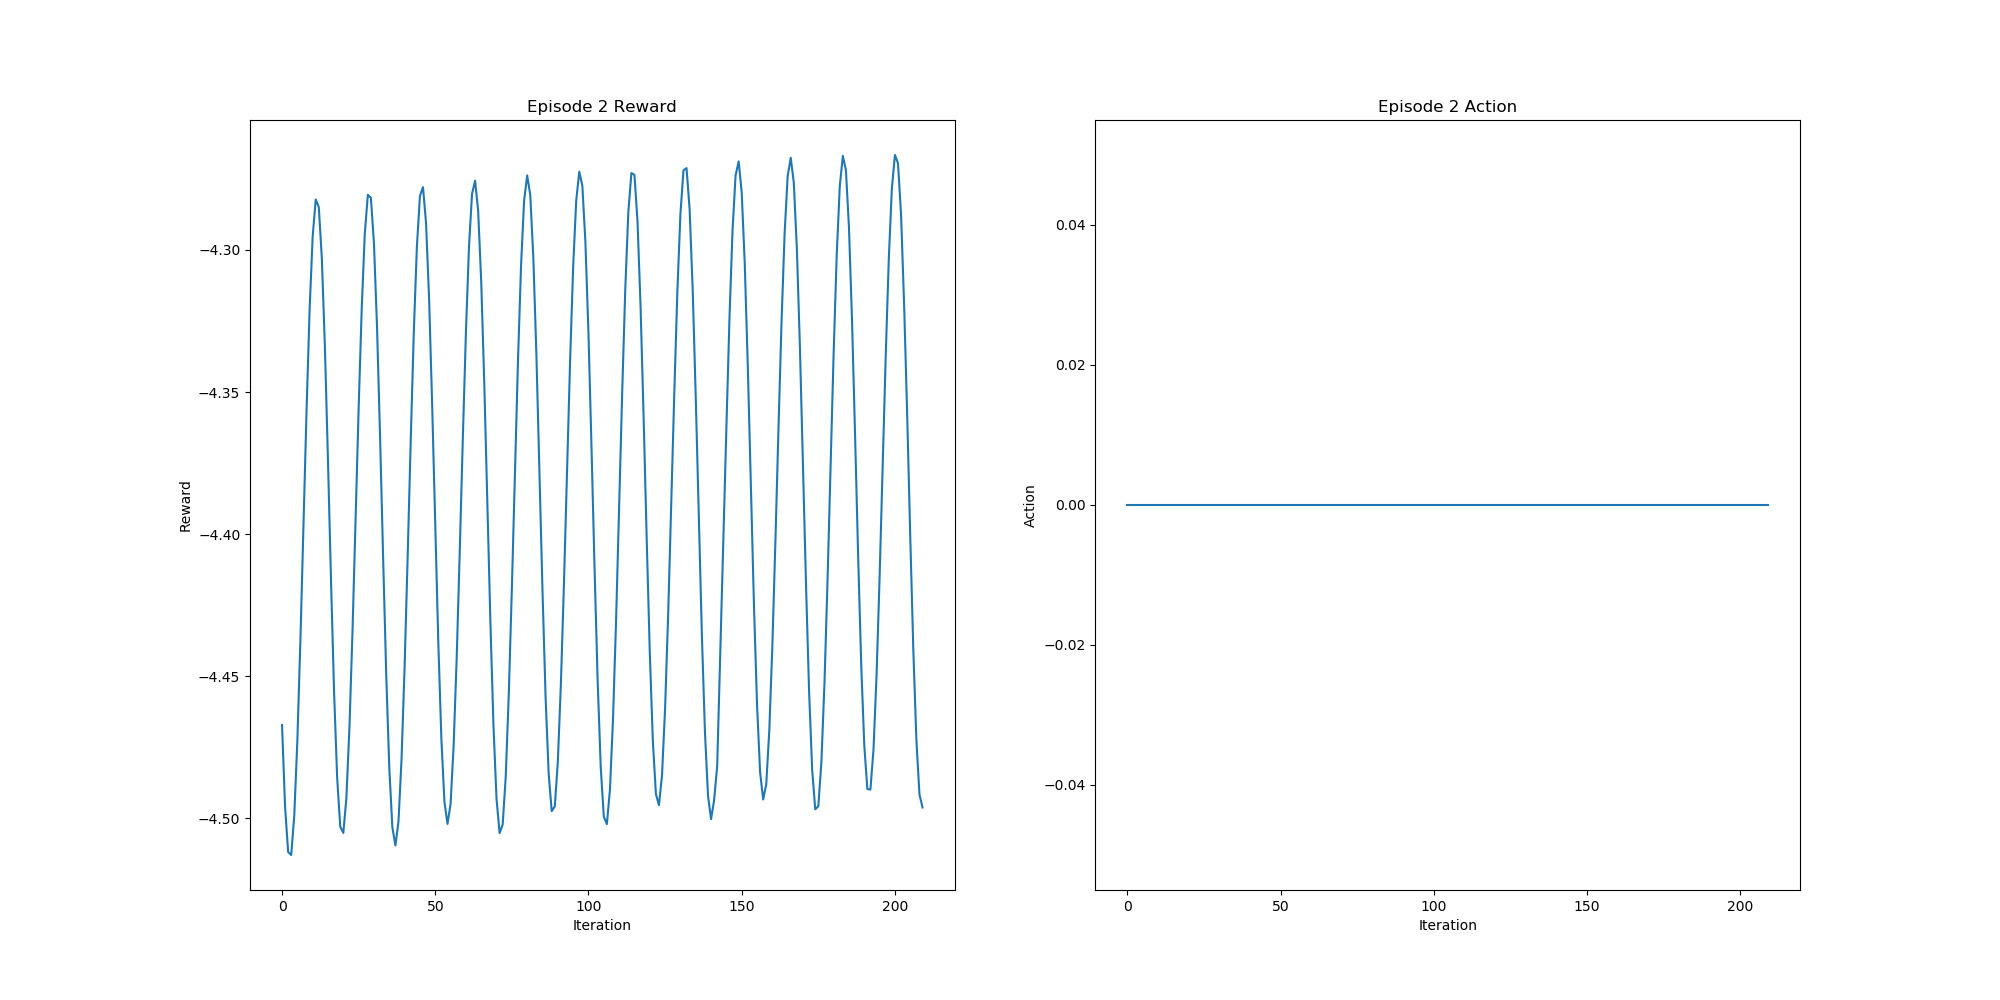 Episode 2 Reward
Reward
−4.30
−4.35
−4.40
−4.45
−4.50
0 50 100 150 200
Iteration
Episode 2 Action
Action
0.04
0.02
0.00
−0.02
−0.04
0 50 100 150 200
Iteration